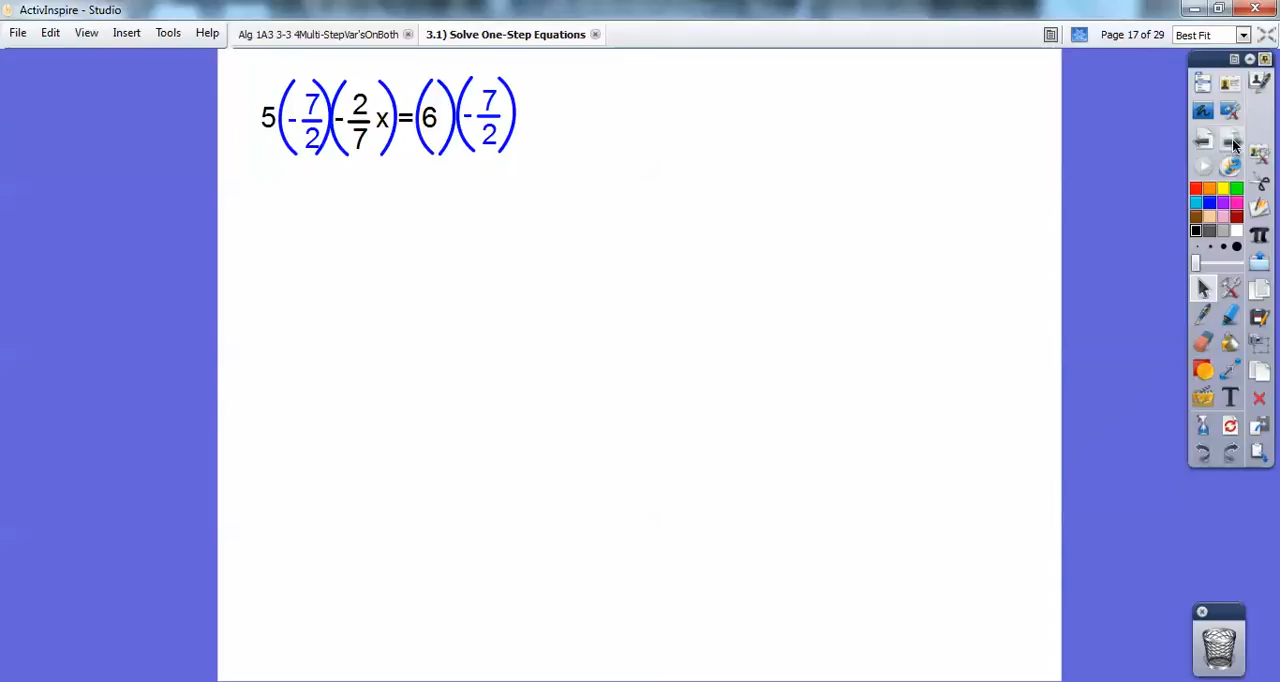 ActivInspire - Studio
File Edit View Insert Tools Help
Alg 1A3 3-3 4Multi-StepVar'sOnBoth
3.1) Solve One-Step Equations
Page 17 of 29
Best Fit
5(-7/2)(-2/7x)=(6)(-7/2)
T